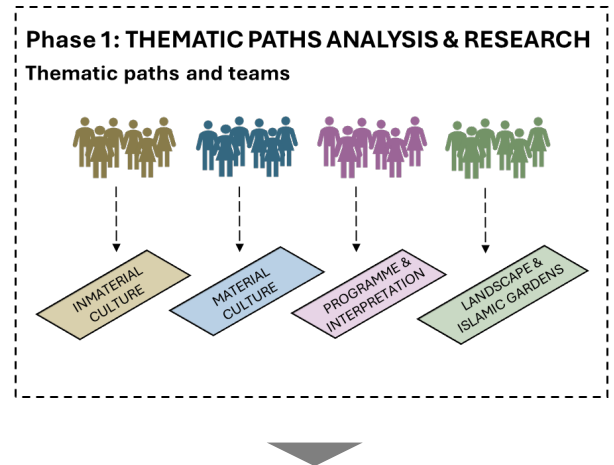 Phase 1: THEMATIC PATHS ANALYSIS & RESEARCH
Thematic paths and teams
INMATERIAL
CULTURE
MATERIAL
CULTURE
PROGRAMME &
INTERPRETATION
LANDSCAPE &
ISLAMIC GARDENS